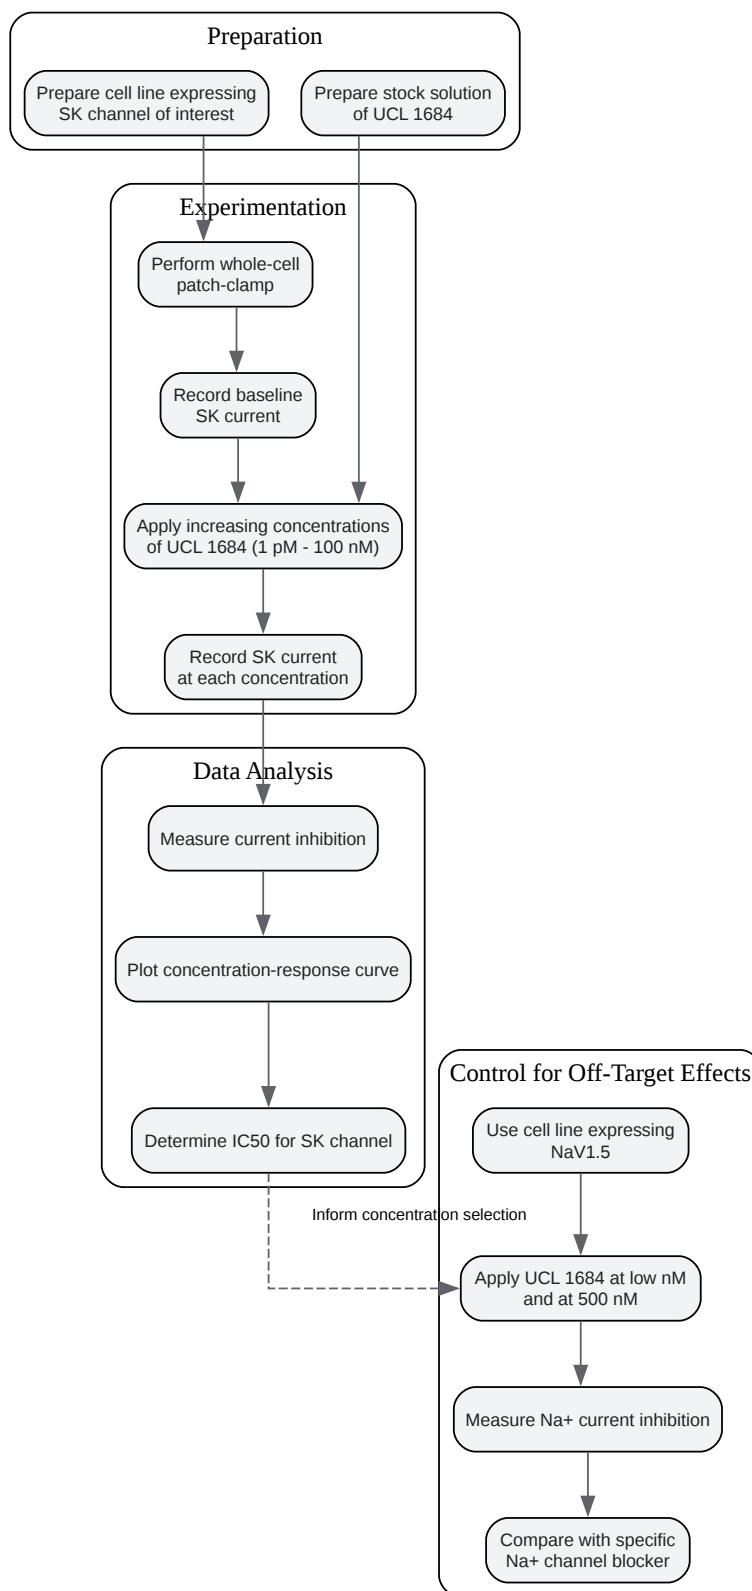 Preparation
Prepare cell line expressing
SK channel of interest
Prepare stock solution
of UCL 1684
Experimentation
Perform whole-cell
patch-clamp
Record baseline
SK current
Apply increasing concentrations
of UCL 1684 (1 pM - 100 nM)
Record SK current
at each concentration
Data Analysis
Measure current inhibition
Plot concentration-response curve
Determine IC50 for SK channel
Inform concentration selection
Control for Off-Target Effects
Use cell line expressing
NaV1.5
Apply UCL 1684 at low nM
and at 500 nM
Measure Na+ current inhibition
Compare with specific
Na+ channel blocker